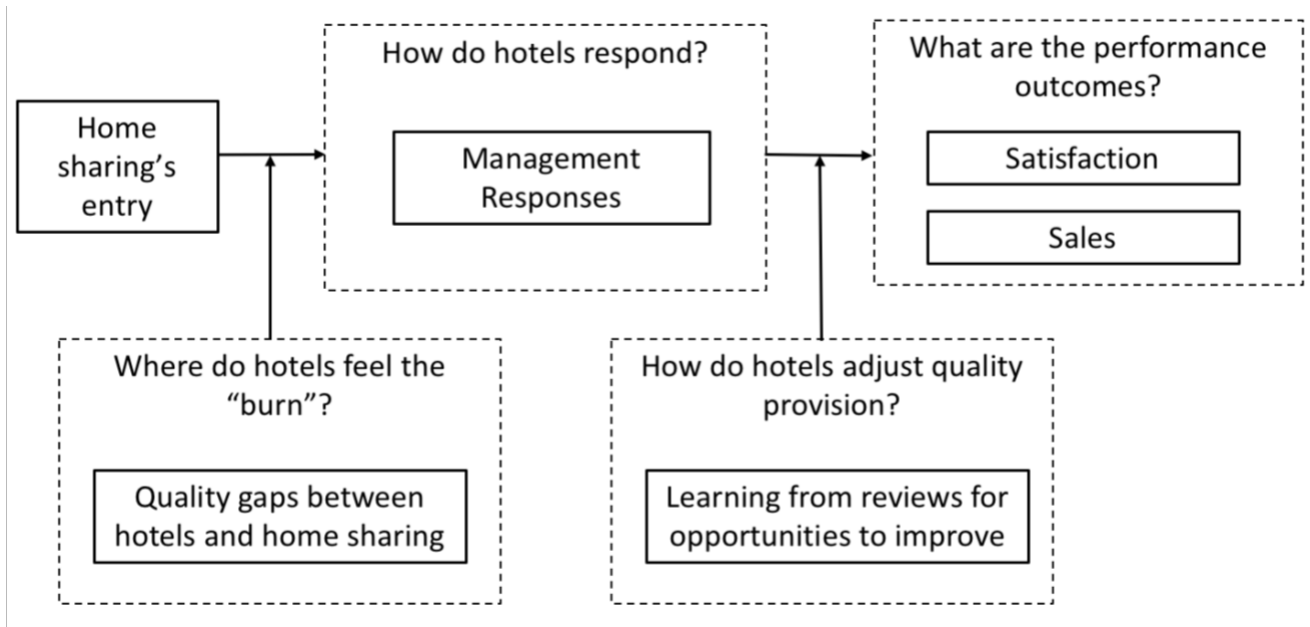 Home
sharing's
entry
How do hotels respond?
Management
Responses
What are the performance
outcomes?
Satisfaction
Sales
Where do hotels feel the
“burn”?
Quality gaps between
hotels and home sharing
How do hotels adjust quality
provision?
Learning from reviews for
opportunities to improve